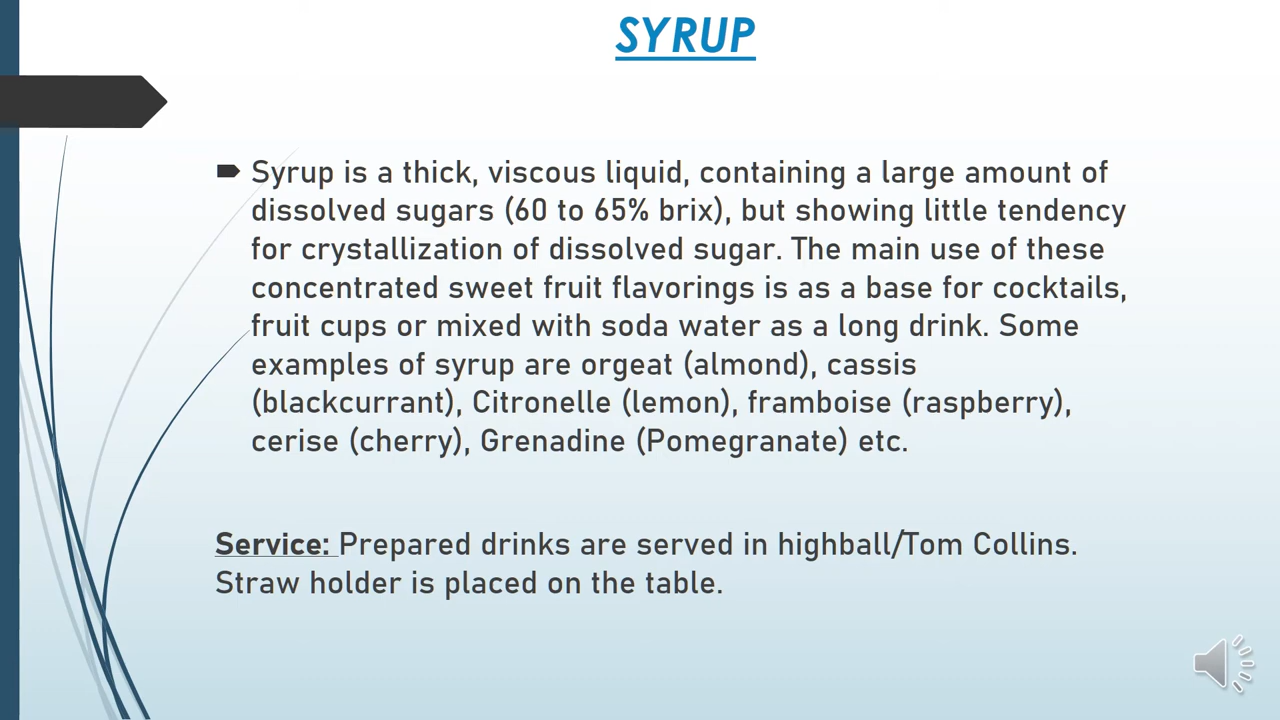 SYRUP
Syrup is a thick, viscous liquid, containing a large amount of
dissolved sugars (60 to 65% brix), but showing little tendency
for crystallization of dissolved sugar. The main use of these
concentrated sweet fruit flavorings is as a base for cocktails,
fruit cups or mixed with soda water as a long drink. Some
examples of syrup are orgeat (almond), cassis
(blackcurrant), Citronelle (lemon), framboise (raspberry),
cerise (cherry), Grenadine (Pomegranate) etc.
Service: Prepared drinks are served in highball/Tom Collins.
Straw holder is placed on the table.